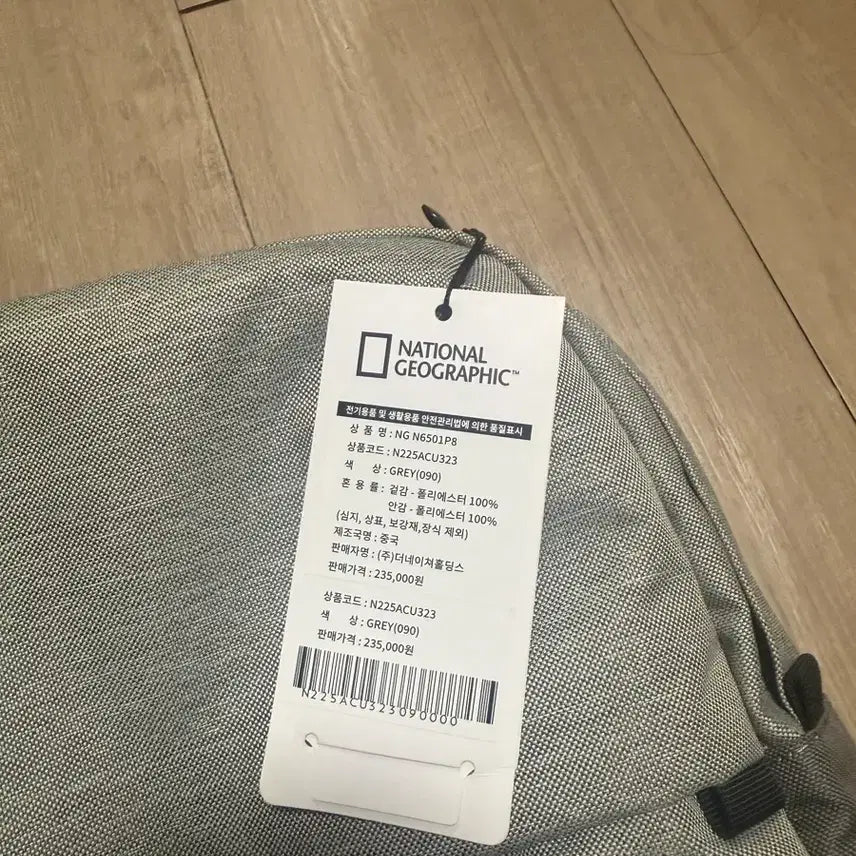 NATIONAL
GEOGRAPHIC™
전기용품 및 생활용품 안전관리법에 의한 품질표시
상 품 명 : NG N6501P8
상품코드 : N225ACU323
색 상 : GREY(090)
혼 용 률 : 겉감 - 폴리에스터 100%
안감 - 폴리에스터 100%
(심지, 상표, 보강재,장식 제외)
제조국명 : 중국
판매자명 : (주)더네이쳐홀딩스
판매가격 : 235,000원
상품코드 : N225ACU323
색 상 : GREY(090)
판매가격 : 235,000원
N225ACU323090000